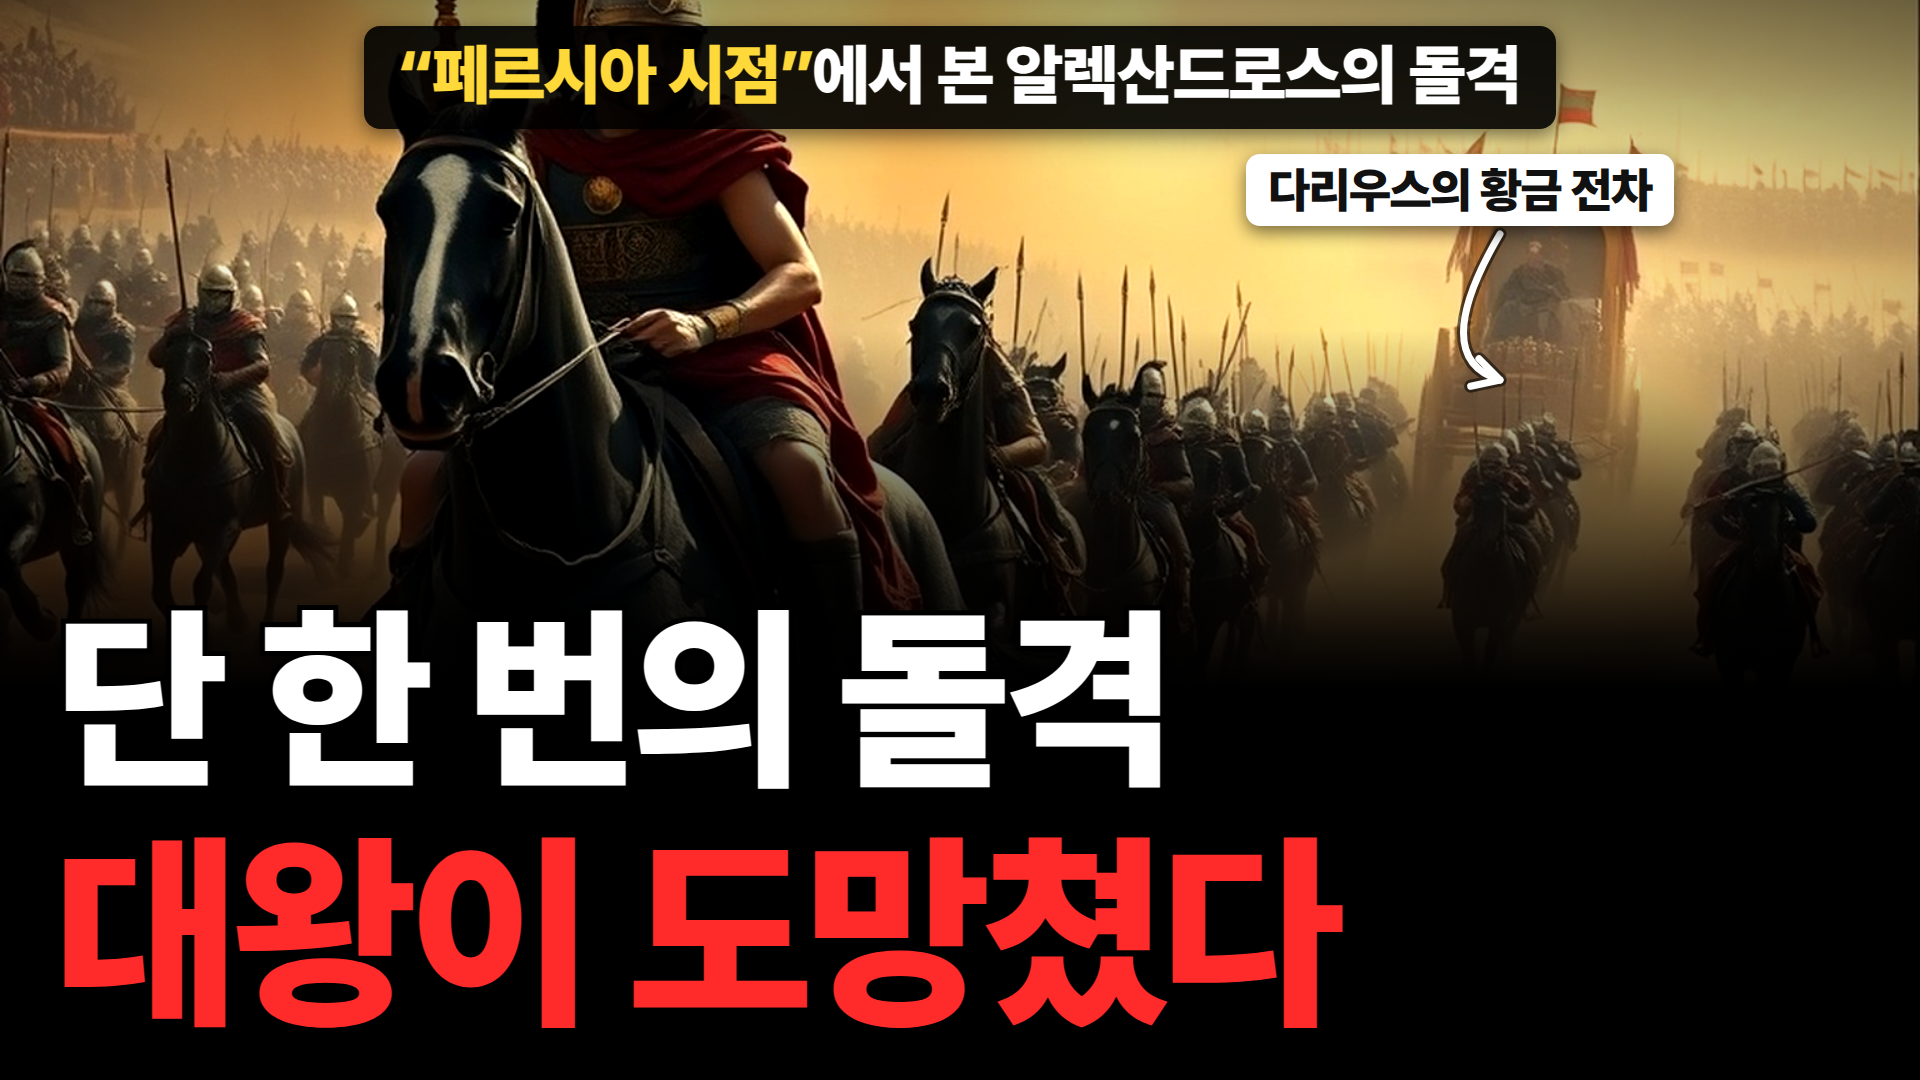 “페르시아 시점”에서 본 알렉산드로스의 돌격
다리우스의 황금 전차
단 한 번의 돌격
대왕이 도망쳤다